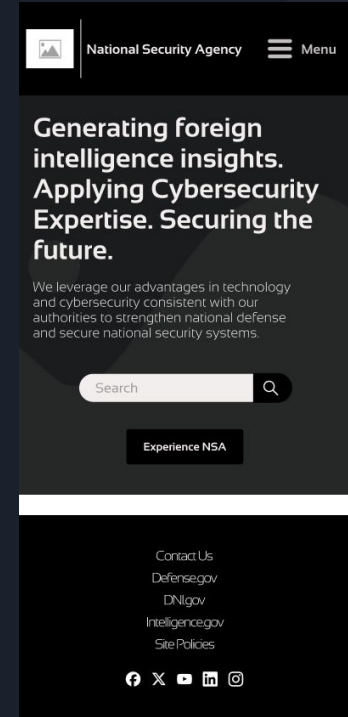 National Security Agency
Menu
Generating foreign
intelligence insights.
Applying Cybersecurity
Expertise. Securing the
future.
We leverage our advantages in technology
and cybersecurity consistent with our
authorities to strengthen national defense
and secure national security systems.
Search
Experience NSA
Contact Us
Defense.gov
DNI.gov
Intelligence.gov
Site Policies